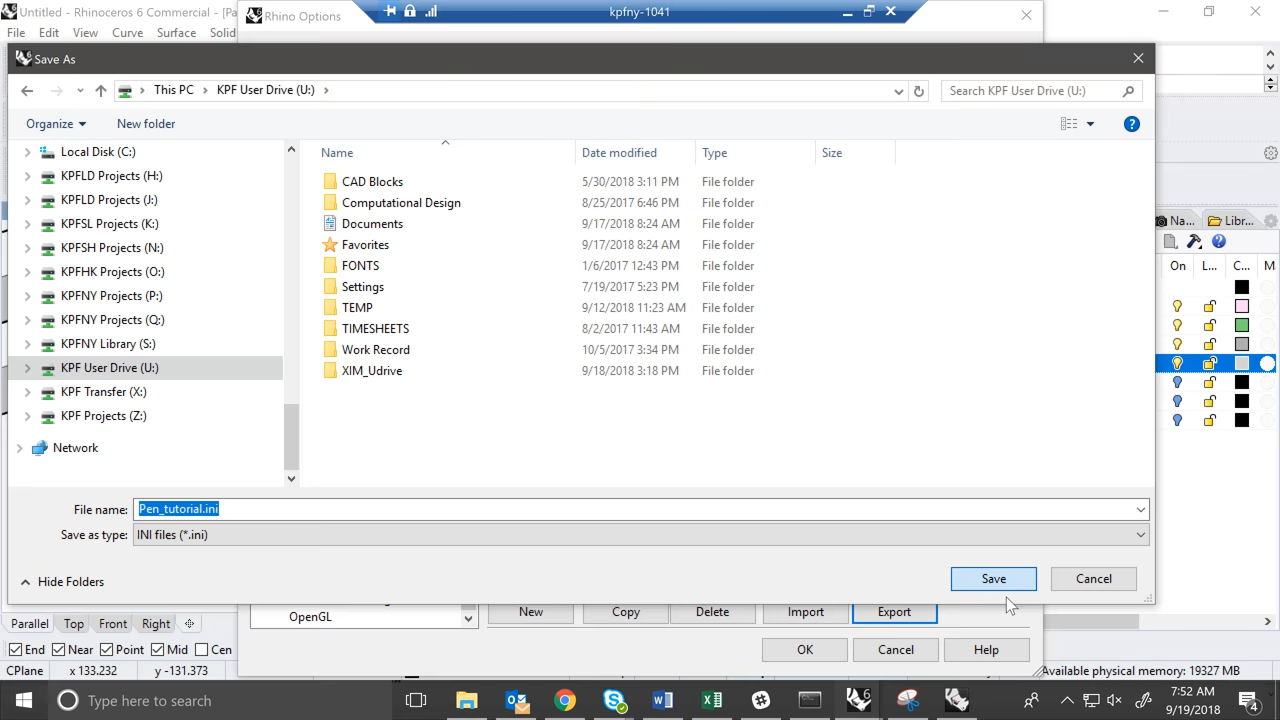 Untitled - Rhinoceros 6 Commercial - [Pa
Rhino Options
kpfny-1041
File Edit View Curve Surface Solid
Save As
This PC > KPF User Drive (U:) >
Search KPF User Drive (U:)
Organize
New folder
Name Date modified Type Size
Local Disk (C:)
KPFLD Projects (H:)
KPFLD Projects (J:)
KPFSL Projects (K:)
KPFSH Projects (N:)
KPFHK Projects (O:)
KPFNY Projects (P:)
KPFNY Projects (Q:)
KPFNY Library (S:)
KPF User Drive (U:)
KPF Transfer (X:)
KPF Projects (Z:)
Network
CAD Blocks 5/30/2018 3:11 PM File folder
Computational Design 8/25/2017 6:46 PM File folder
Documents 9/17/2018 8:24 AM File folder
Favorites 9/17/2018 8:24 AM File folder
FONTS 1/6/2017 12:43 PM File folder
Settings 7/19/2017 5:23 PM File folder
TEMP 9/12/2018 11:23 AM File folder
TIMESHEETS 8/2/2017 11:43 AM File folder
Work Record 10/5/2017 3:34 PM File folder
XIM_Udrive 9/18/2018 3:18 PM File folder
Na... Libr...
On L... C... M
File name: Pen_tutorial.ini
Save as type: INI files (*.ini)
Hide Folders
Save Cancel
OpenGL
New Copy Delete Import Export
OK Cancel Help
Parallel Top Front Right
End Near Point Mid Cen
CPlane x 133.232 y -131.373
Available physical memory: 19327 MB
Type here to search
7:52 AM
9/19/2018
4